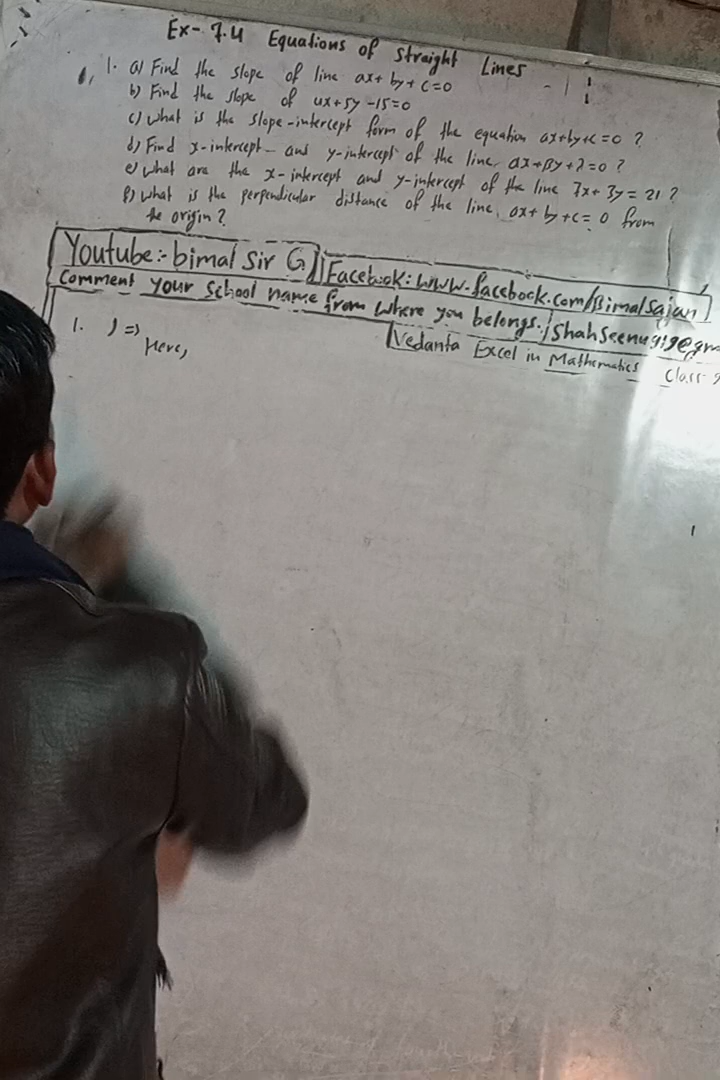 Ex- 7.4 Equations of Straight Lines
1. a) Find the slope of line ax + by + c = 0
b) Find the slope of ux + 5y - 15 = 0
c) What is the slope-intercept form of the equation ax + by + c = 0 ?
d) Find x-intercept- and y-intercept of the line, αx + βy + λ = 0 ?
e) What are the x-intercept and y-intercept of the line 7x + 3y = 21 ?
f) What is the perpendicular distance of the line, ax + by + c = 0 from
the origin ?
Youtube:- bimal Sir G
Facebook: www.facebook.com/Bimalsajan
Comment your School name from where you belongs.
Vedanta Excel in Mathematics Class-
1. ) =>
Here,